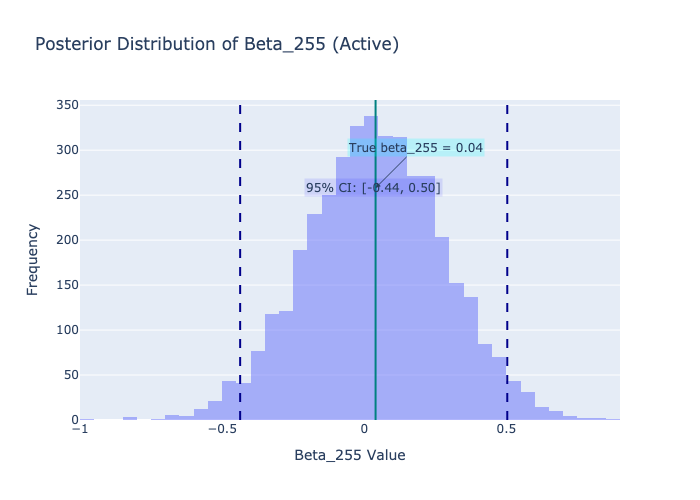 Posterior Distribution of Beta_255 (Active)
350
True beta_255 = 0.04
300
95% CI: [-0.44, 0.50]
250
200
150
100
50
0
Frequency
−1
−0.5
0
0.5
Beta_255 Value